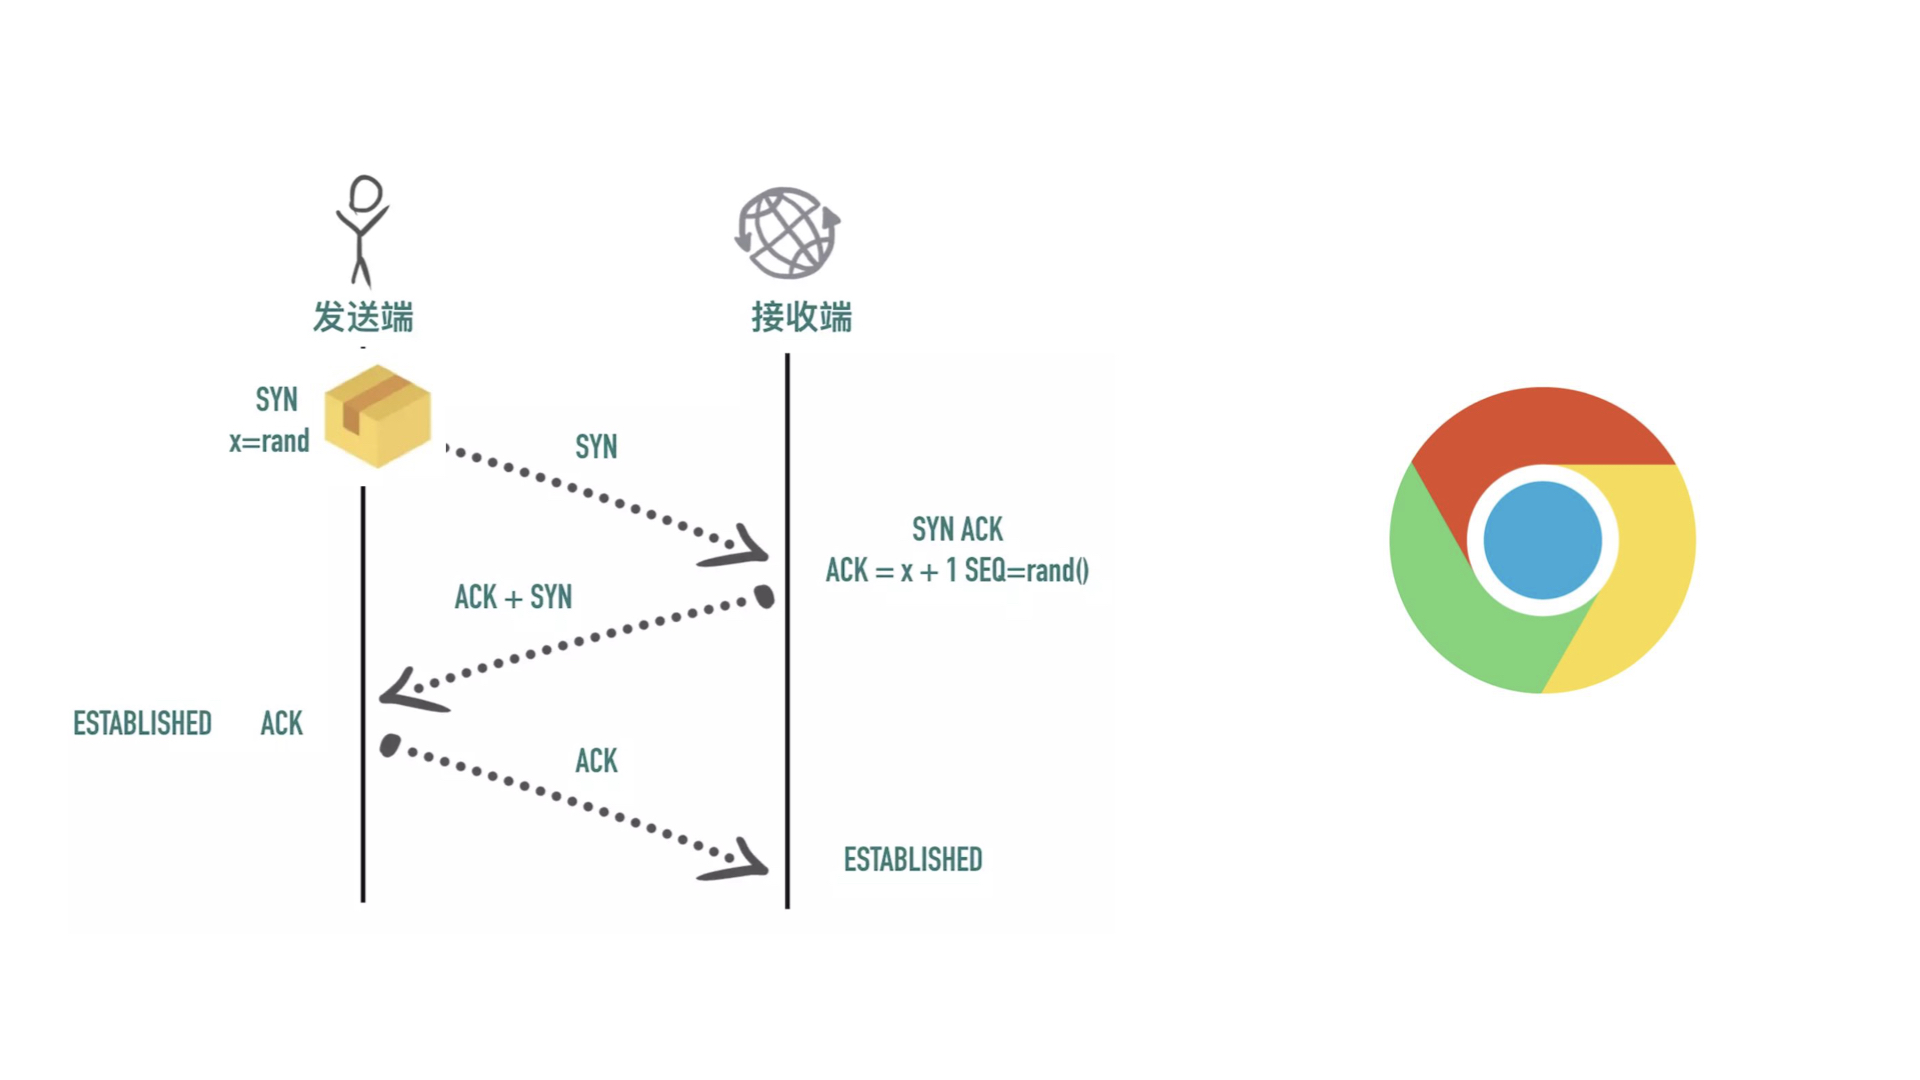 发送端
接收端
SYN
x=rand
SYN
SYN ACK
ACK = x + 1 SEQ=rand()
ACK + SYN
ESTABLISHED ACK
ACK
ESTABLISHED